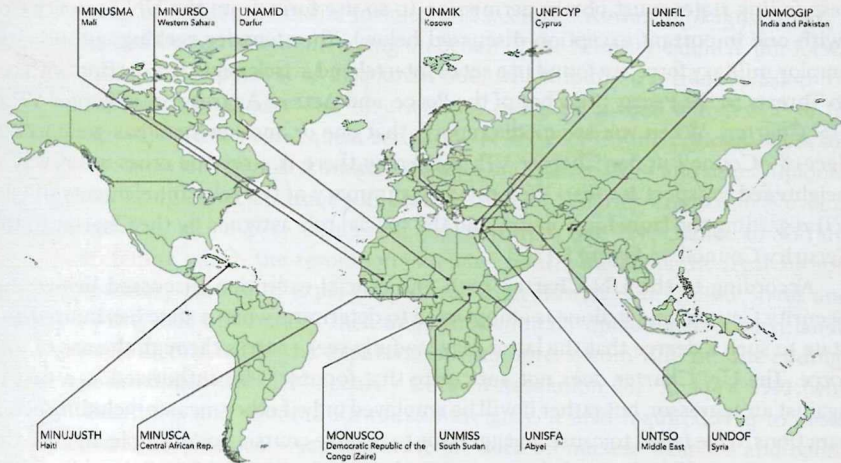 MINUSMA
Mali
MINURSO
Western Sahara
UNAMID
Darfur
UNMIK
Kosovo
UNFICYP
Cyprus
UNIFIL
Lebanon
UNMOGIP
India and Pakistan
MINUJUSTH
Haiti
MINUSCA
Central African Rep.
MONUSCO
Democratic Republic of the
Congo (Zaire)
UNMISS
South Sudan
UNISFA
Abyei
UNTSO
Middle East
UNDOF
Syria